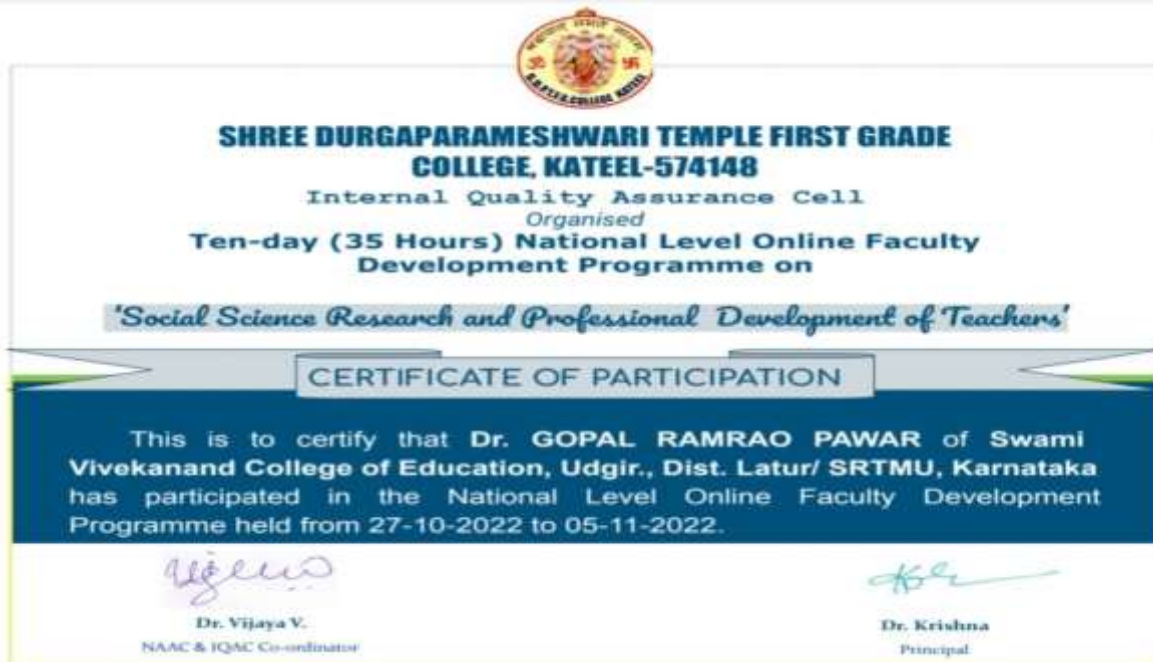 S.D.P.T.F.G.COLLEGE KATEEL
SHREE DURGAPARAMESHWARI TEMPLE FIRST GRADE
COLLEGE, KATEEL-574148
Internal Quality Assurance Cell
Organised
Ten-day (35 Hours) National Level Online Faculty
Development Programme on
'Social Science Research and Professional Development of Teachers'
CERTIFICATE OF PARTICIPATION
This is to certify that Dr. GOPAL RAMRAO PAWAR of Swami
Vivekanand College of Education, Udgir., Dist. Latur/ SRTMU, Karnataka
has participated in the National Level Online Faculty Development
Programme held from 27-10-2022 to 05-11-2022.
Dr. Vijaya V.
NAAC & IQAC Co-ordinator
Dr. Krishna
Principal